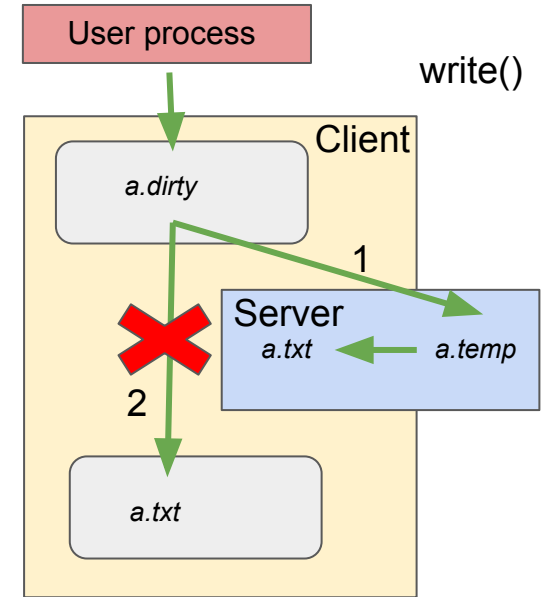 User process
write()
Client
a.dirty
1
Server
a.txt
a.temp
2
a.txt